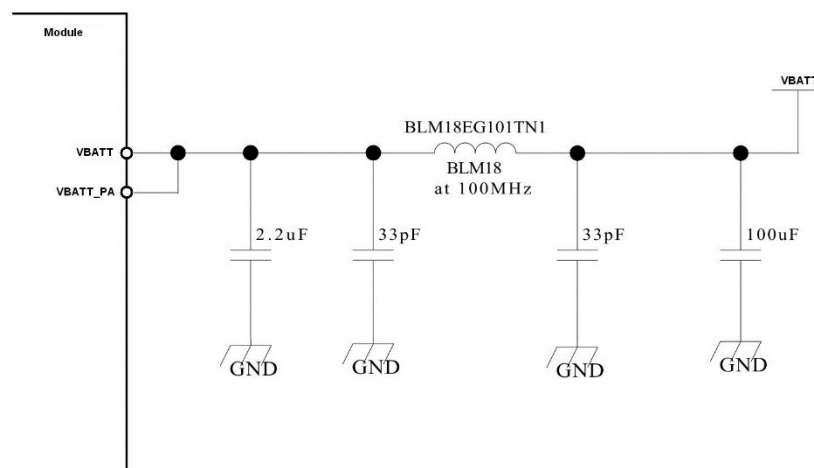 Module
VBATT
BLM18EG101TN1
VBATT
BLM18
at 100MHz
VBATT_PA
2.2uF
33pF
33pF
100uF
GND
GND
GND
GND